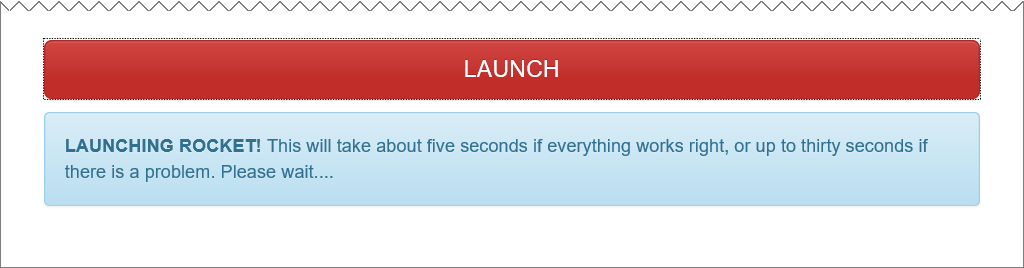 LAUNCH
LAUNCHING ROCKET! This will take about five seconds if everything works right, or up to thirty seconds if
there is a problem. Please wait....